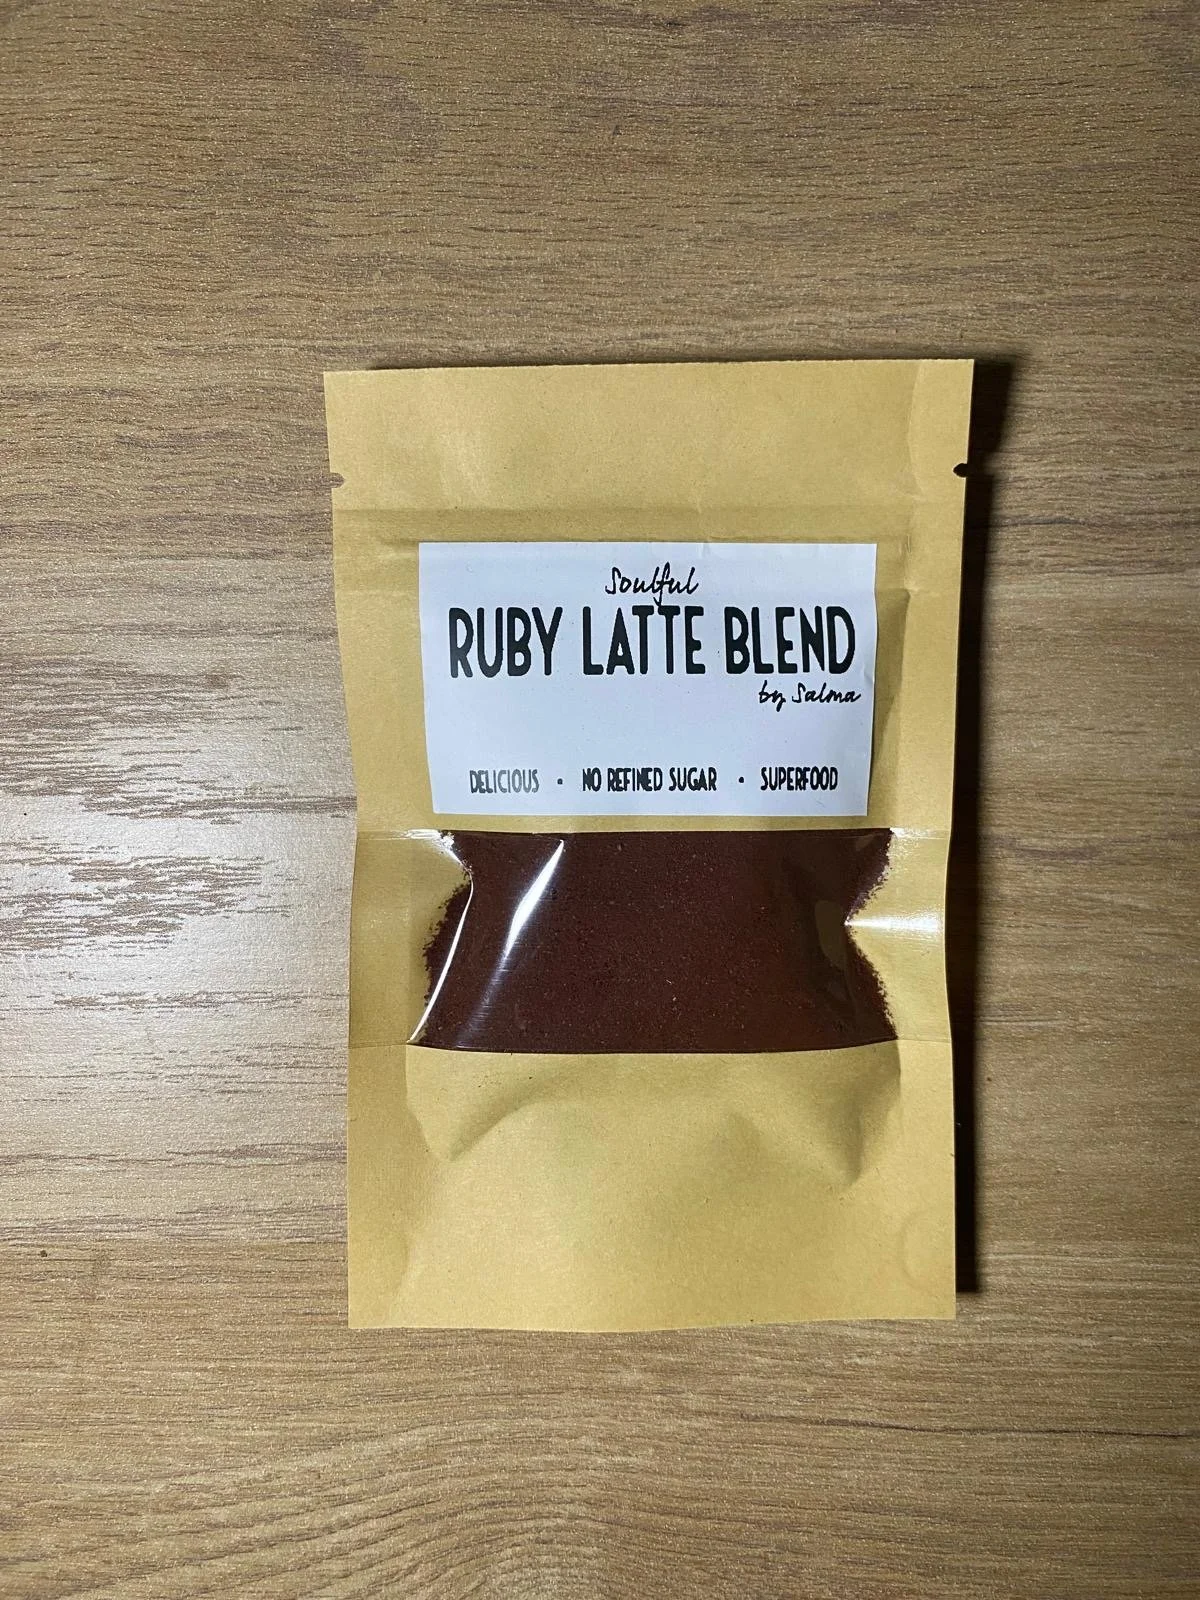 Soulful
RUBY LATTE BLEND
by Salma
DELICIOUS • NO REFINED SUGAR • SUPERFOOD